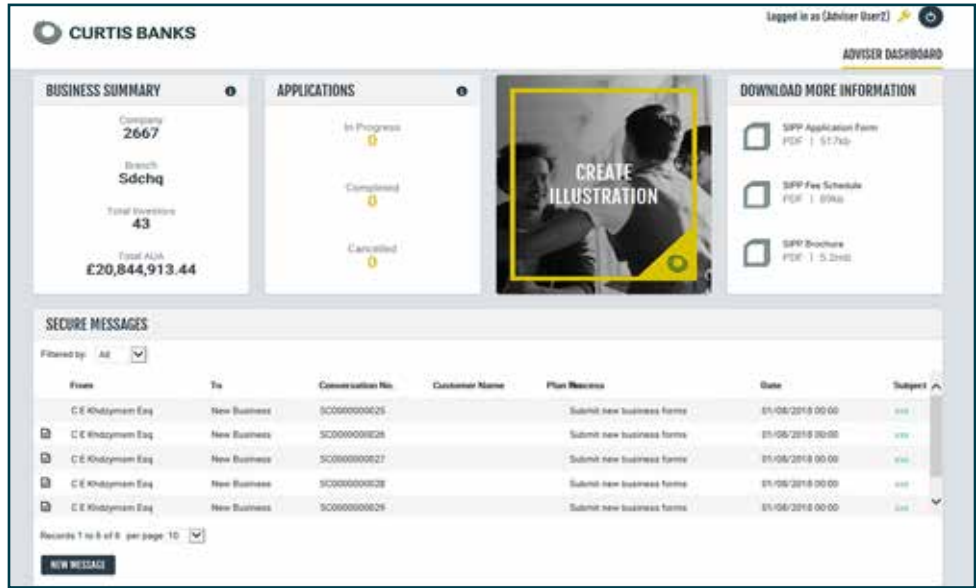 Logged in as (Adviser User2)
CURTIS BANKS
ADVISER DASHBOARD
BUSINESS SUMMARY
Company
2667
Branch
Sdchq
Total Investors
43
Total AUA
£20,844,913.44
APPLICATIONS
In Progress
0
Completed
0
Cancelled
0
CREATE
ILLUSTRATION
DOWNLOAD MORE INFORMATION
SIPP Application Form
PDF | 517kb
SIPP Fee Schedule
PDF | 89kb
SIPP Brochure
PDF | 5.2mb
SECURE MESSAGES
Filtered by: All
From To Conversation No. Customer Name Plan Process Date Subject
C E Khdzymam Esq New Business SC0000000025 Submit new business forms 01/08/2018 00:00
C E Khdzymam Esq New Business SC0000000026 Submit new business forms 01/08/2018 00:00
C E Khdzymam Esq New Business SC0000000027 Submit new business forms 01/08/2018 00:00
C E Khdzymam Esq New Business SC0000000028 Submit new business forms 01/08/2018 00:00
C E Khdzymam Esq New Business SC0000000029 Submit new business forms 01/08/2018 00:00
Records 1 to 6 of 6 per page 10
NEW MESSAGE